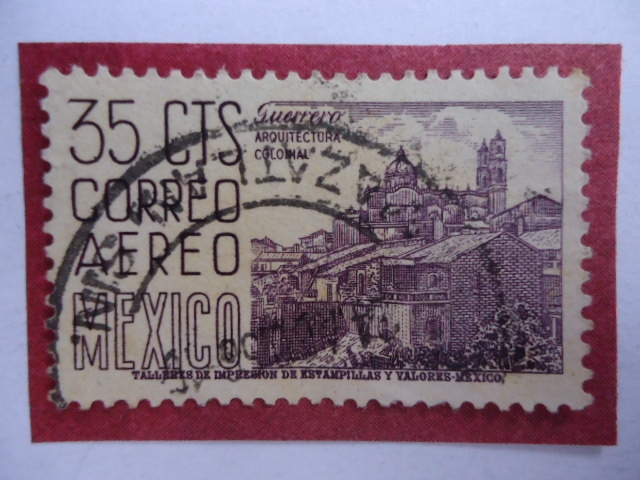 35 CTS
CORREO
AEREO
MEXICO
Guerrero
ARQUITECTURA
COLONIAL
TALLERES DE IMPRESION DE ESTAMPILLAS Y VALORES-MEXICO.